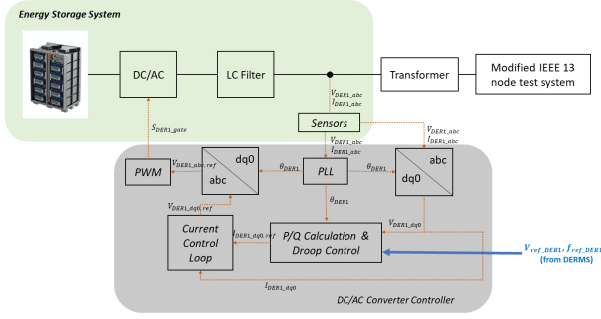 Energy Storage System
DC/AC
LC Filter
Transformer
Modified IEEE 13
node test system
V_DER1_abc
I_DER1_abc
Sensors
S_DER1_gate
V_DER1_abc
I_DER1_abc
V_DER1_abc
I_DER1_abc
PWM
V_DER1_abc.ref
dq0
abc
θ_DER1
PLL
θ_DER1
abc
dq0
V_DER1_dq0.ref
θ_DER1
V_DER1_dq0
Current
Control
Loop
I_DER1_dq0.ref
P/Q Calculation &
Droop Control
V_ref_DER1, f_ref_DER1
(from DERMS)
I_DER1_dq0
DC/AC Converter Controller